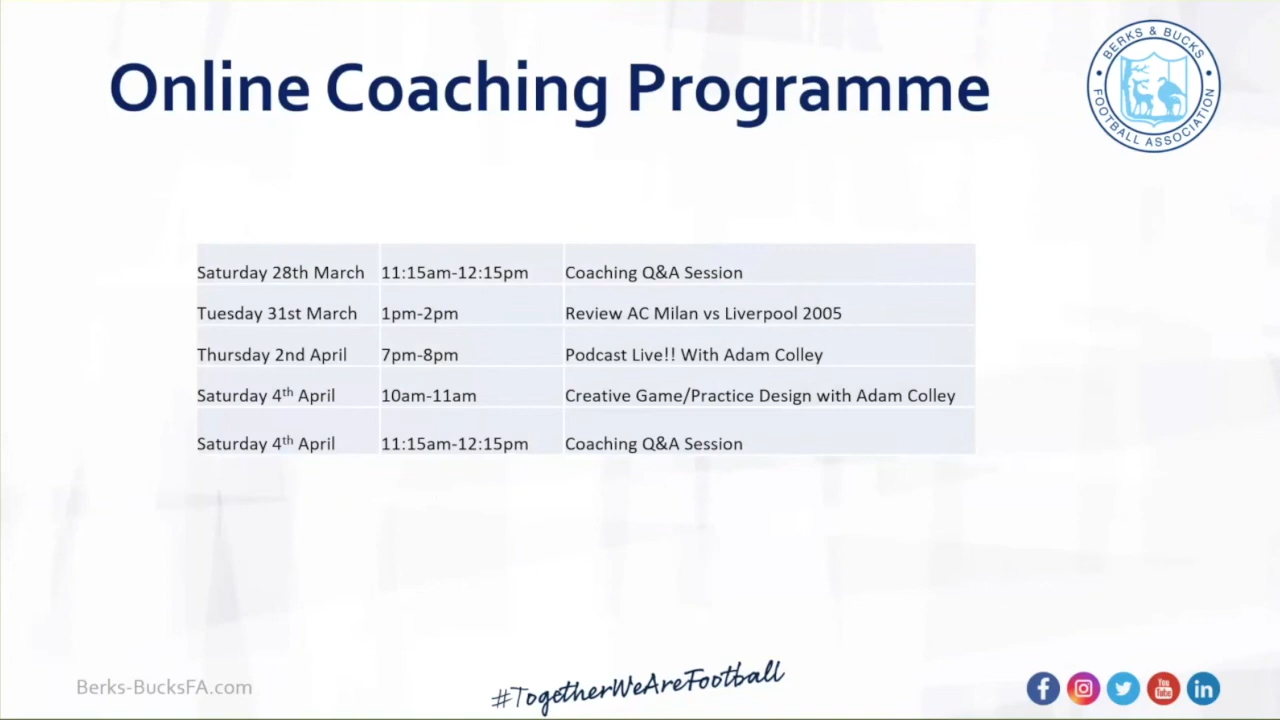 Online Coaching Programme
BERKS & BUCKS
FOOTBALL ASSOCIATION
Saturday 28th March 11:15am-12:15pm Coaching Q&A Session
Tuesday 31st March 1pm-2pm Review AC Milan vs Liverpool 2005
Thursday 2nd April 7pm-8pm Podcast Live!! With Adam Colley
Saturday 4th April 10am-11am Creative Game/Practice Design with Adam Colley
Saturday 4th April 11:15am-12:15pm Coaching Q&A Session
Berks-BucksFA.com
#TogetherWeAreFootball
You Tube